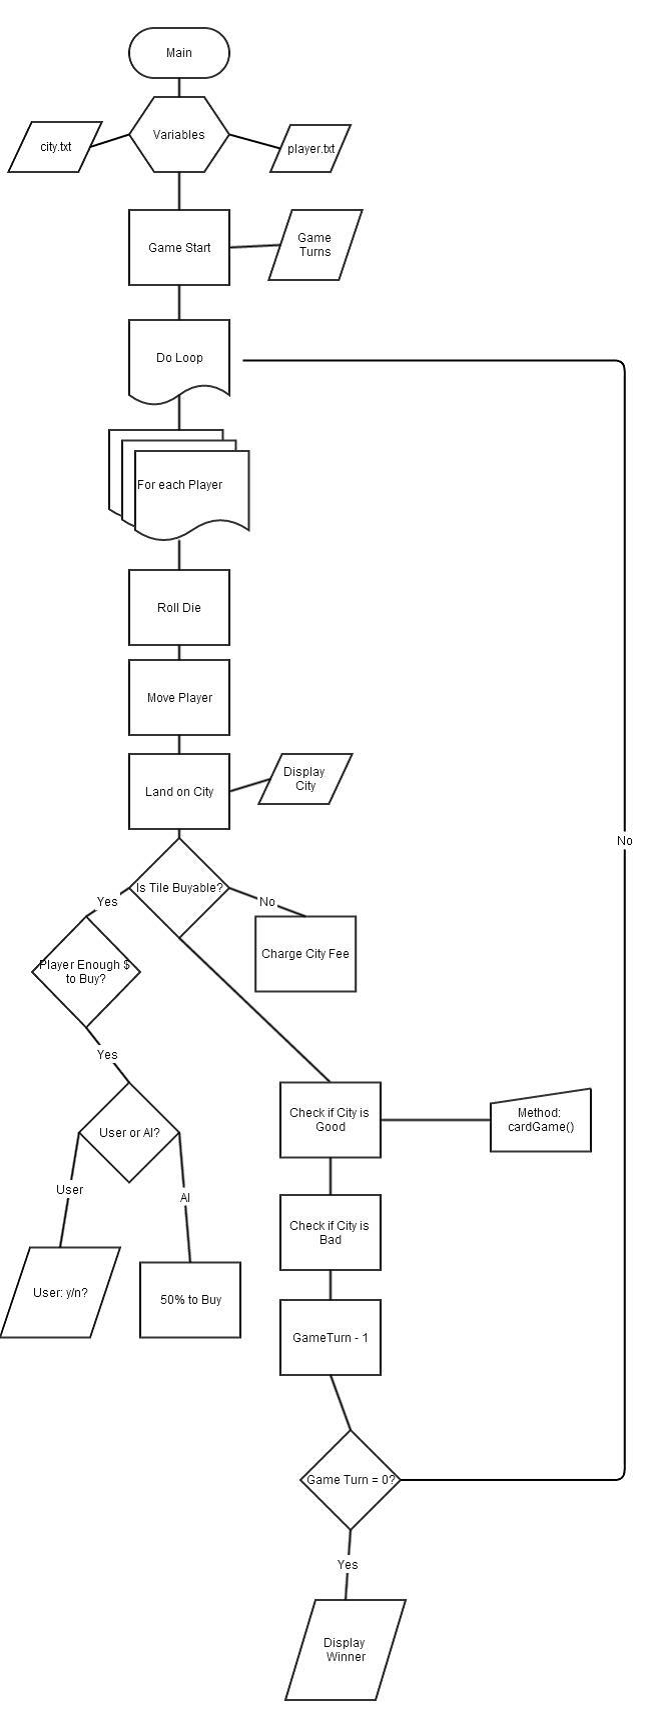 Main
Variables
city.txt
player.txt
Game Start
Game
Turns
Do Loop
For each Player
Roll Die
Move Player
Land on City
Display
City
Is Tile Buyable?
Yes
No
Player Enough $
to Buy?
Charge City Fee
Yes
User or AI?
User
AI
User: y/n?
50% to Buy
Check if City is
Good
Method:
cardGame()
Check if City is
Bad
GameTurn - 1
Game Turn = 0?
No
Yes
Display
Winner